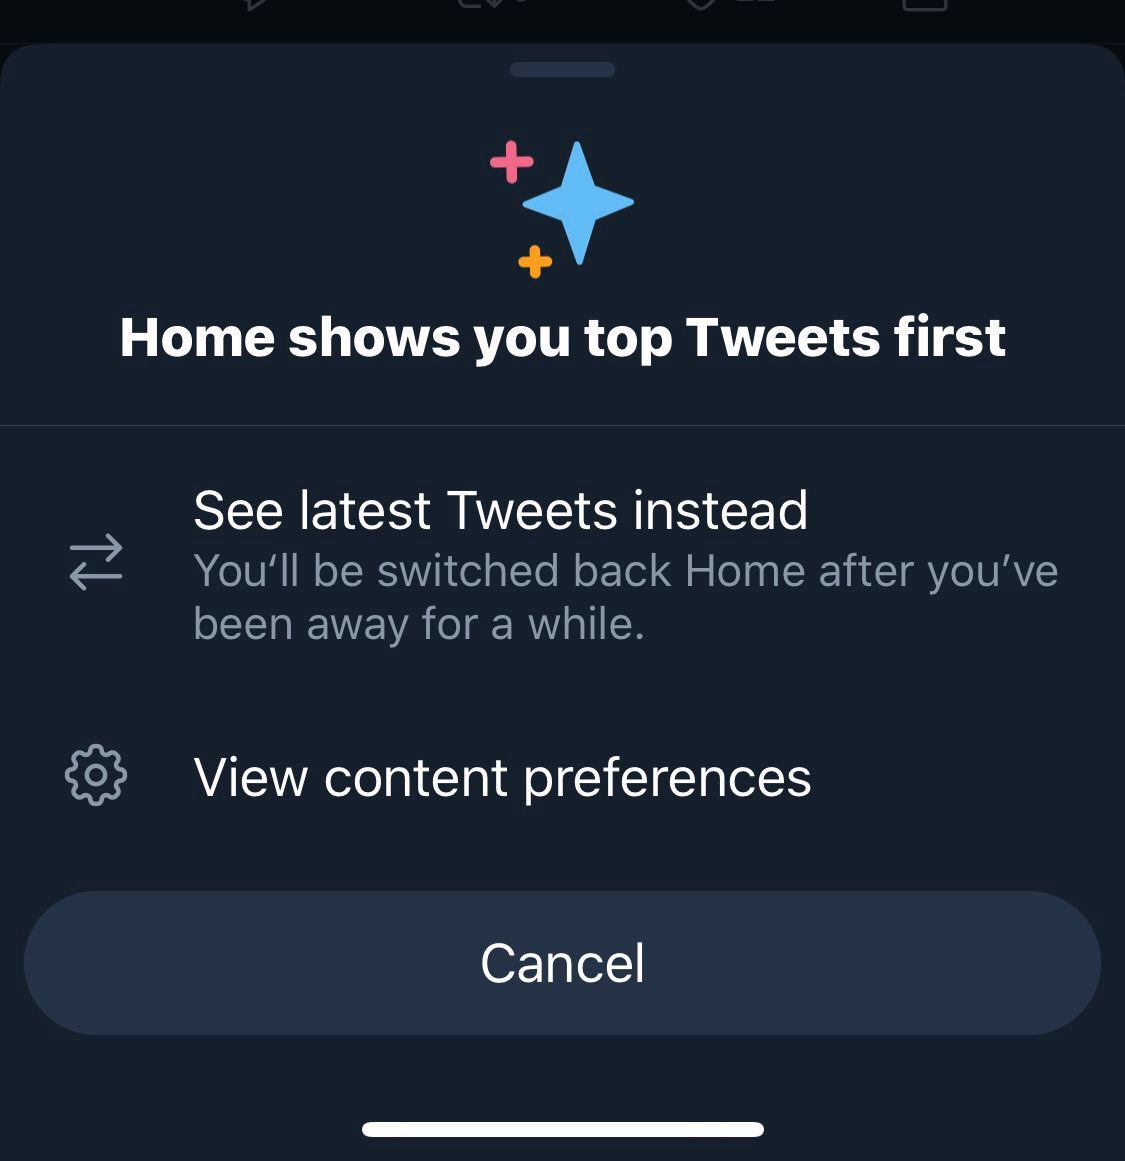 Home shows you top Tweets first
See latest Tweets instead
You‘ll be switched back Home after you’ve
been away for a while.
View content preferences
Cancel